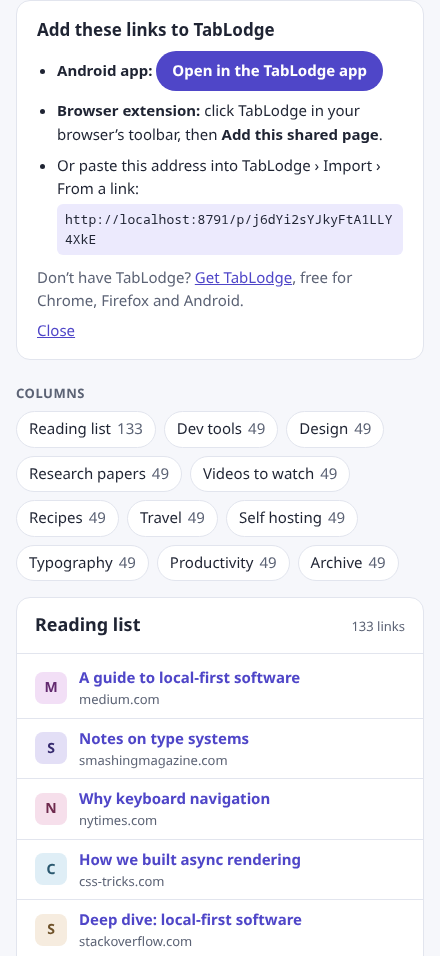 Add these links to TabLodge
• Android app: Open in the TabLodge app
• Browser extension: click TabLodge in your
browser’s toolbar, then Add this shared page.
• Or paste this address into TabLodge › Import ›
From a link:
http://localhost:8791/p/j6dYi2sYJkyFtA1LLY
4XkE
Don’t have TabLodge? Get TabLodge, free for
Chrome, Firefox and Android.
Close
COLUMNS
Reading list 133 Dev tools 49 Design 49
Research papers 49 Videos to watch 49
Recipes 49 Travel 49 Self hosting 49
Typography 49 Productivity 49 Archive 49
Reading list 133 links
M A guide to local-first software
medium.com
S Notes on type systems
smashingmagazine.com
N Why keyboard navigation
nytimes.com
C How we built async rendering
css-tricks.com
S Deep dive: local-first software
stackoverflow.com